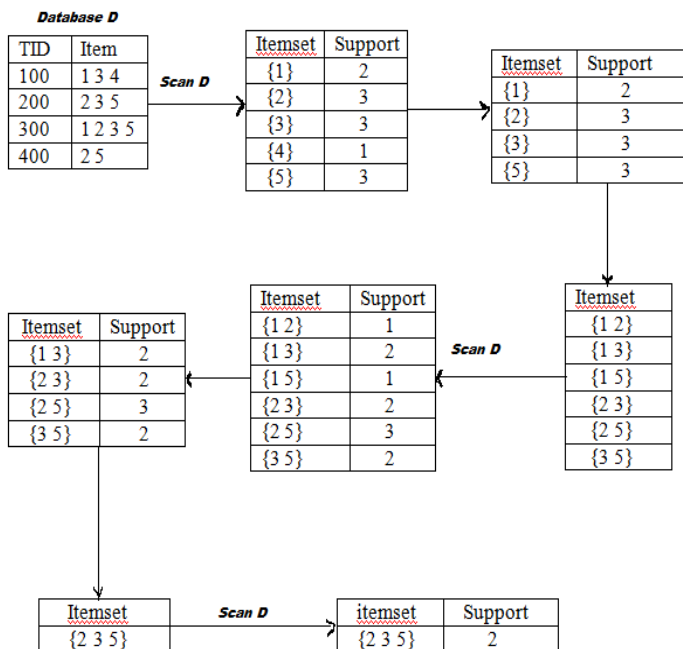 Database D
TID Item
100 1 3 4
200 2 3 5
300 1 2 3 5
400 2 5
Scan D
Itemset Support
{1} 2
{2} 3
{3} 3
{4} 1
{5} 3
Itemset Support
{1} 2
{2} 3
{3} 3
{5} 3
Itemset
{1 2}
{1 3}
{1 5}
{2 3}
{2 5}
{3 5}
Scan D
Itemset Support
{1 2} 1
{1 3} 2
{1 5} 1
{2 3} 2
{2 5} 3
{3 5} 2
Itemset Support
{1 3} 2
{2 3} 2
{2 5} 3
{3 5} 2
Itemset
{2 3 5}
Scan D
itemset Support
{2 3 5} 2